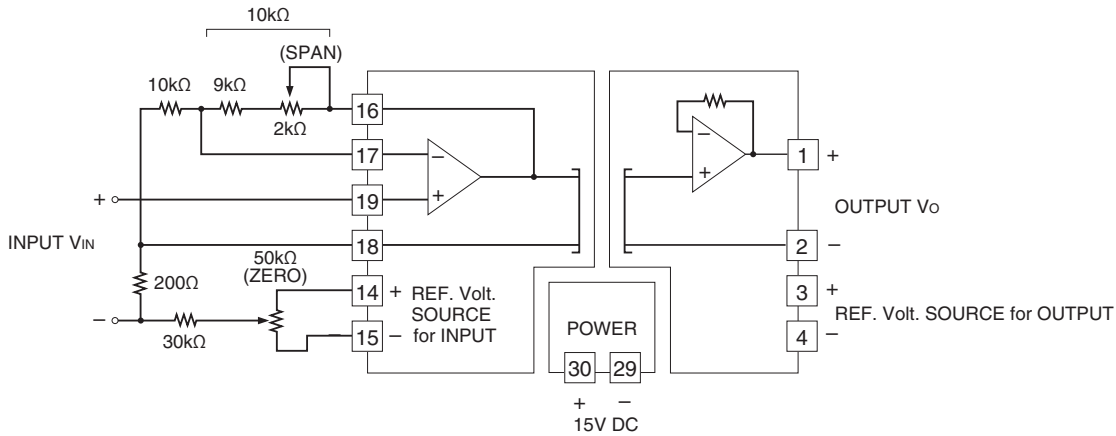 10kΩ
(SPAN)
10kΩ
9kΩ
2kΩ
16
17
19
18
14
15
−
+
+
INPUT VIN
−
200Ω
50kΩ
(ZERO)
30kΩ
+ REF. Volt.
SOURCE
− for INPUT
−
+
1
+
OUTPUT VO
2
−
3
+
REF. Volt. SOURCE for OUTPUT
4
−
POWER
30
29
+ −
15V DC